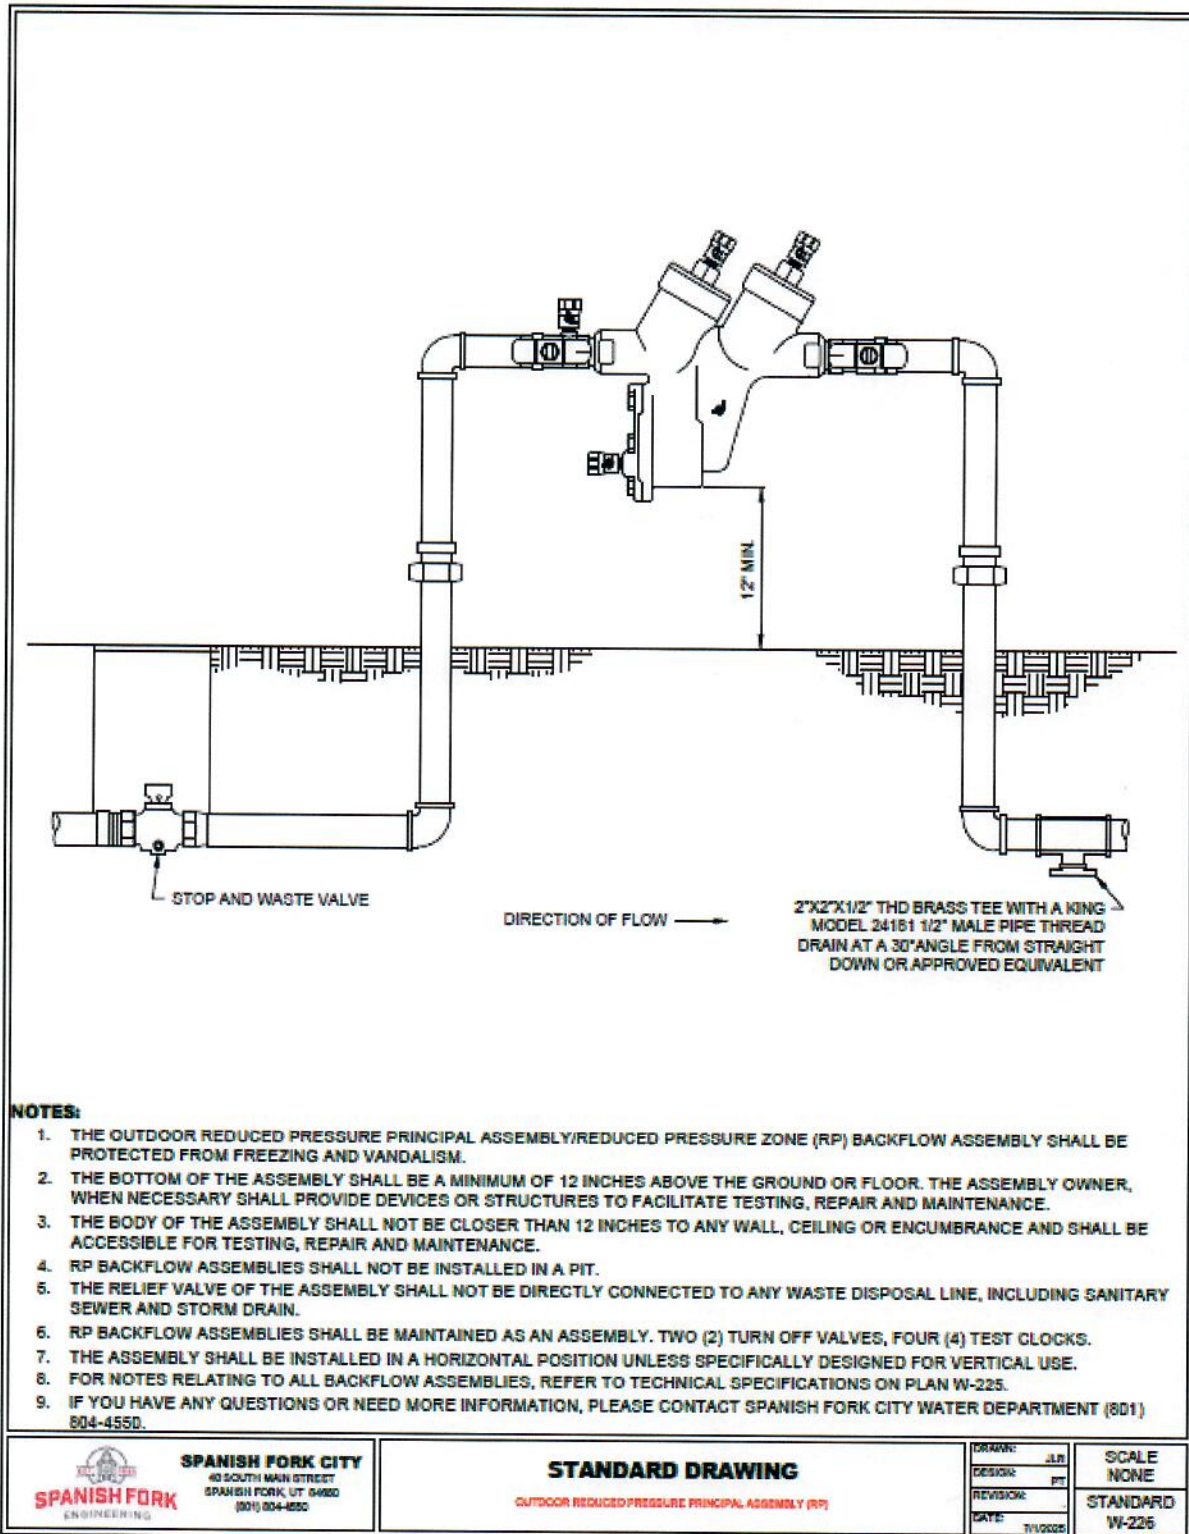 12" MIN.
STOP AND WASTE VALVE
DIRECTION OF FLOW
2"X2"X1/2" THD BRASS TEE WITH A KING
MODEL 24181 1/2" MALE PIPE THREAD
DRAIN AT A 30°ANGLE FROM STRAIGHT
DOWN OR APPROVED EQUIVALENT
NOTES:
1. THE OUTDOOR REDUCED PRESSURE PRINCIPAL ASSEMBLY/REDUCED PRESSURE ZONE (RP) BACKFLOW ASSEMBLY SHALL BE
PROTECTED FROM FREEZING AND VANDALISM.
2. THE BOTTOM OF THE ASSEMBLY SHALL BE A MINIMUM OF 12 INCHES ABOVE THE GROUND OR FLOOR. THE ASSEMBLY OWNER,
WHEN NECESSARY SHALL PROVIDE DEVICES OR STRUCTURES TO FACILITATE TESTING, REPAIR AND MAINTENANCE.
3. THE BODY OF THE ASSEMBLY SHALL NOT BE CLOSER THAN 12 INCHES TO ANY WALL, CEILING OR ENCUMBRANCE AND SHALL BE
ACCESSIBLE FOR TESTING, REPAIR AND MAINTENANCE.
4. RP BACKFLOW ASSEMBLIES SHALL NOT BE INSTALLED IN A PIT.
5. THE RELIEF VALVE OF THE ASSEMBLY SHALL NOT BE DIRECTLY CONNECTED TO ANY WASTE DISPOSAL LINE, INCLUDING SANITARY
SEWER AND STORM DRAIN.
6. RP BACKFLOW ASSEMBLIES SHALL BE MAINTAINED AS AN ASSEMBLY. TWO (2) TURN OFF VALVES, FOUR (4) TEST CLOCKS.
7. THE ASSEMBLY SHALL BE INSTALLED IN A HORIZONTAL POSITION UNLESS SPECIFICALLY DESIGNED FOR VERTICAL USE.
8. FOR NOTES RELATING TO ALL BACKFLOW ASSEMBLIES, REFER TO TECHNICAL SPECIFICATIONS ON PLAN W-225.
9. IF YOU HAVE ANY QUESTIONS OR NEED MORE INFORMATION, PLEASE CONTACT SPANISH FORK CITY WATER DEPARTMENT (801)
804-4550.
SPANISH FORK
ENGINEERING
SPANISH FORK CITY
40 SOUTH MAIN STREET
SPANISH FORK, UT 84660
(801) 804-4550
STANDARD DRAWING
OUTDOOR REDUCED PRESSURE PRINCIPAL ASSEMBLY (RP)
DRAWN: JLR
DESIGN: PT
REVISION:
DATE: 7/1/2025
SCALE
NONE
STANDARD
W-226